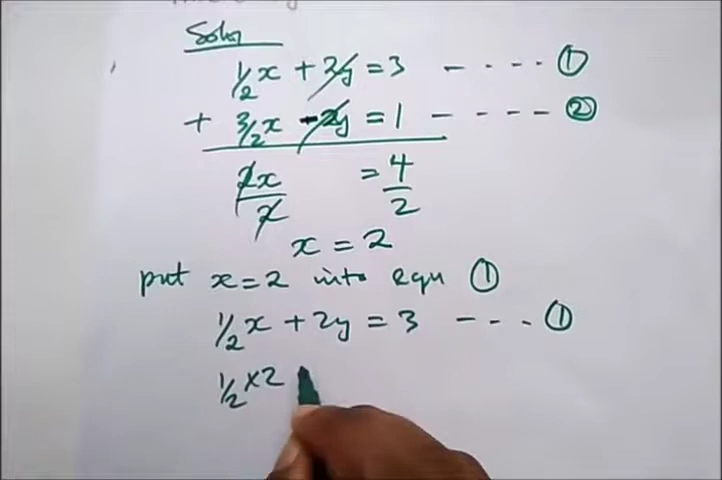 Soln
1/2x + 2y = 3 - - - - ①
+ 3/2x - 2y = 1 - - - - ②
2x/2 = 4/2
x = 2
put x = 2 into equ ①
1/2x + 2y = 3 - - - ①
1/2 × 2